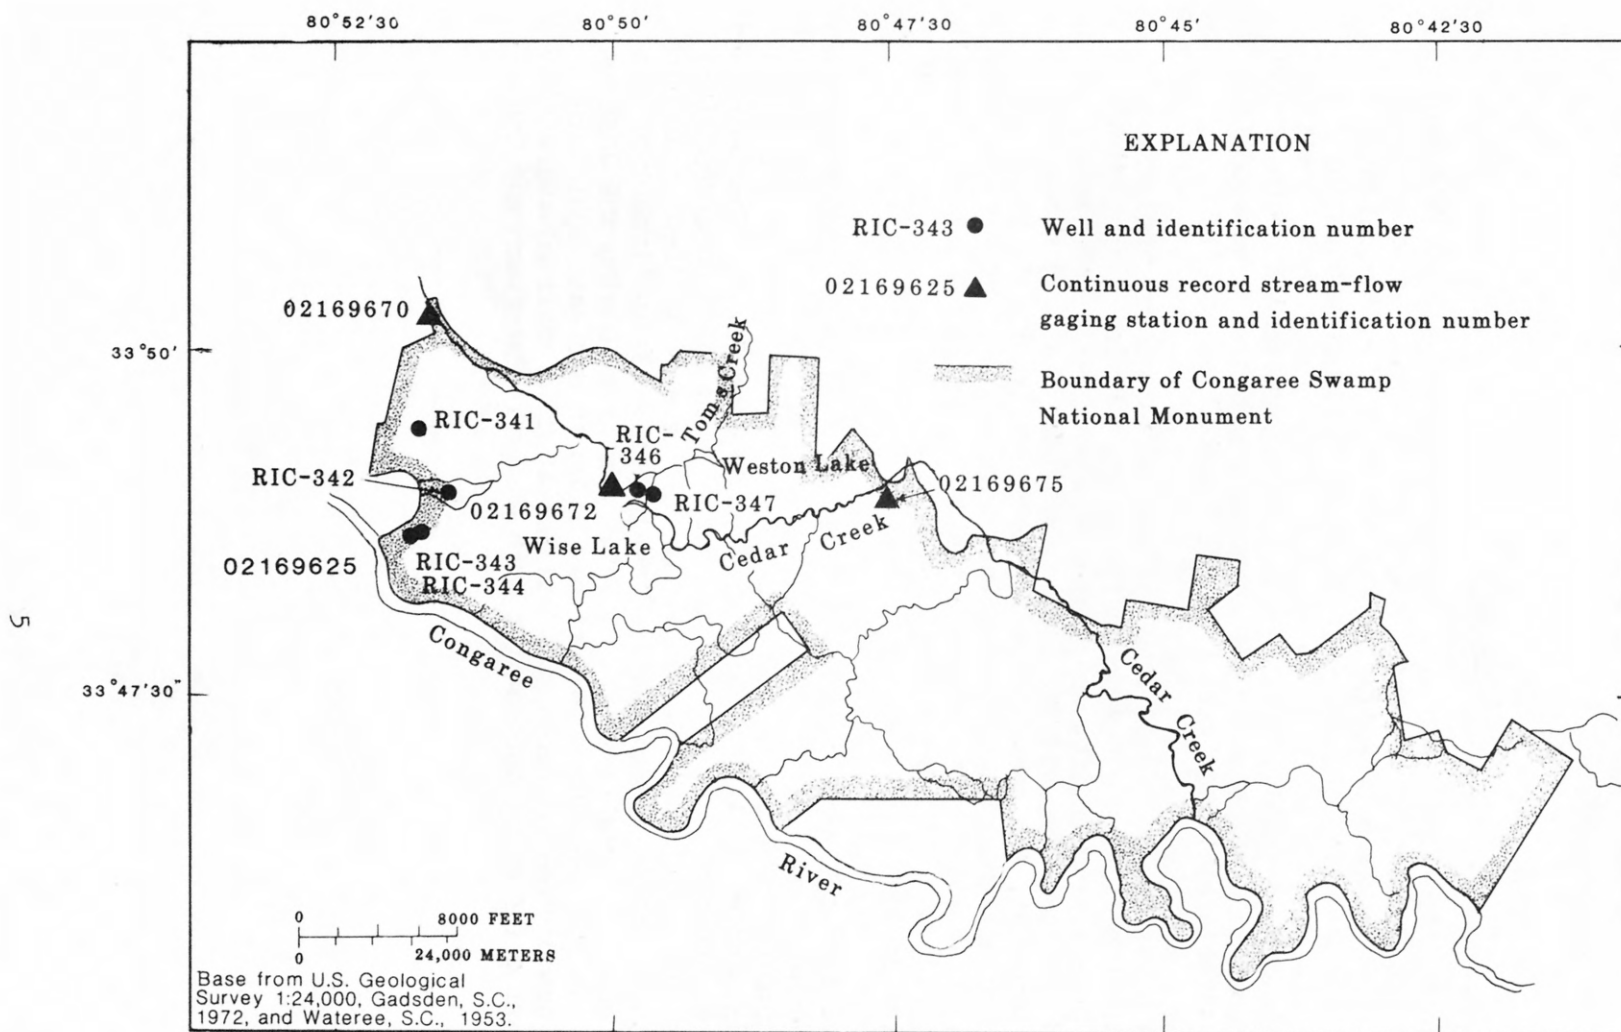 80°52'30
80°50'
80°47'30
80°45'
80°42'30
EXPLANATION
RIC-343
Well and identification number
02169625
Continuous record stream-flow
gaging station and identification number
Boundary of Congaree Swamp
National Monument
33°50'
33°47'30"
02169670
RIC-341
RIC-
346
Tom's Creek
Weston Lake
RIC-342
02169672
RIC-347
02169675
Wise Lake
Cedar Creek
02169625
RIC-343
RIC-344
Congaree
River
Cedar Creek
5
0 8000 FEET
0 24,000 METERS
Base from U.S. Geological
Survey 1:24,000, Gadsden, S.C.,
1972, and Wateree, S.C., 1953.